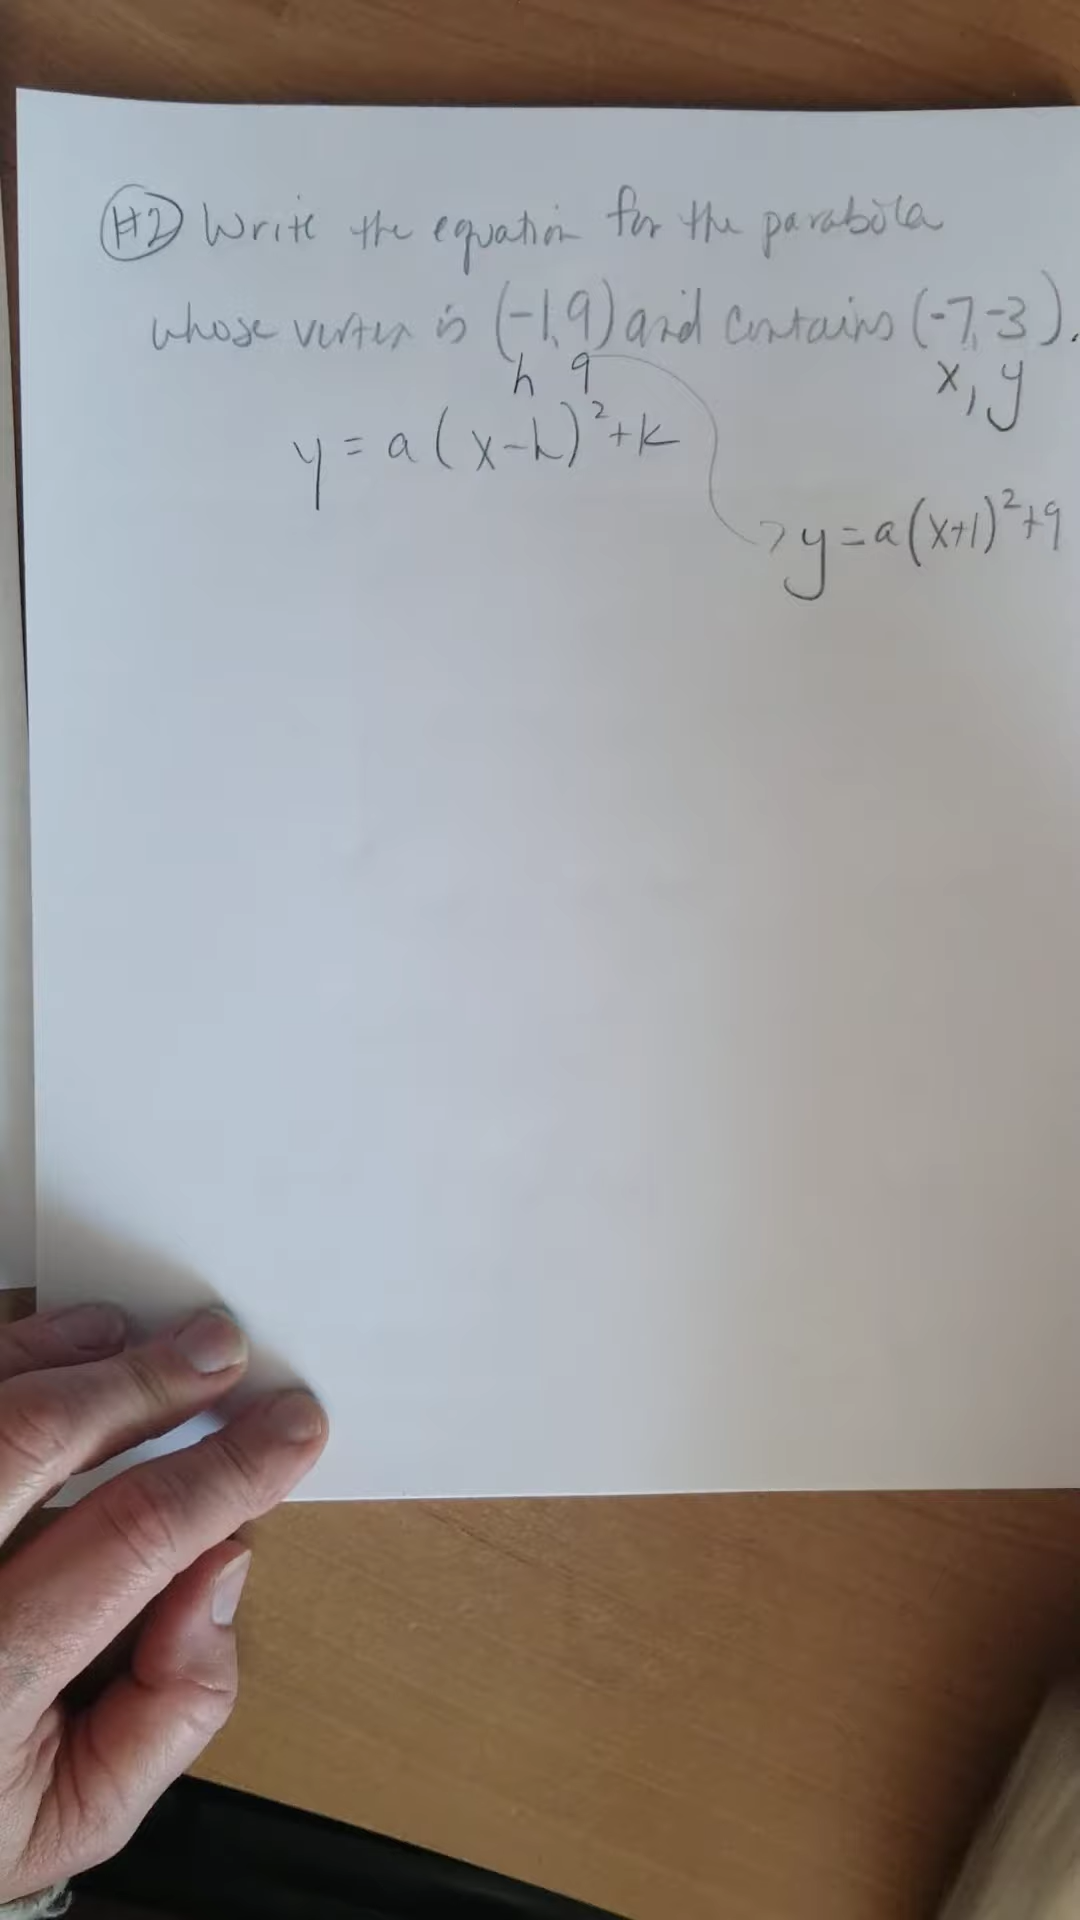 #2 Write the equation for the parabola
whose vertex is (-1,9) and contains (-7,-3).
h 9 x, y
y = a(x-h)²+k
y=a(x+1)²+9